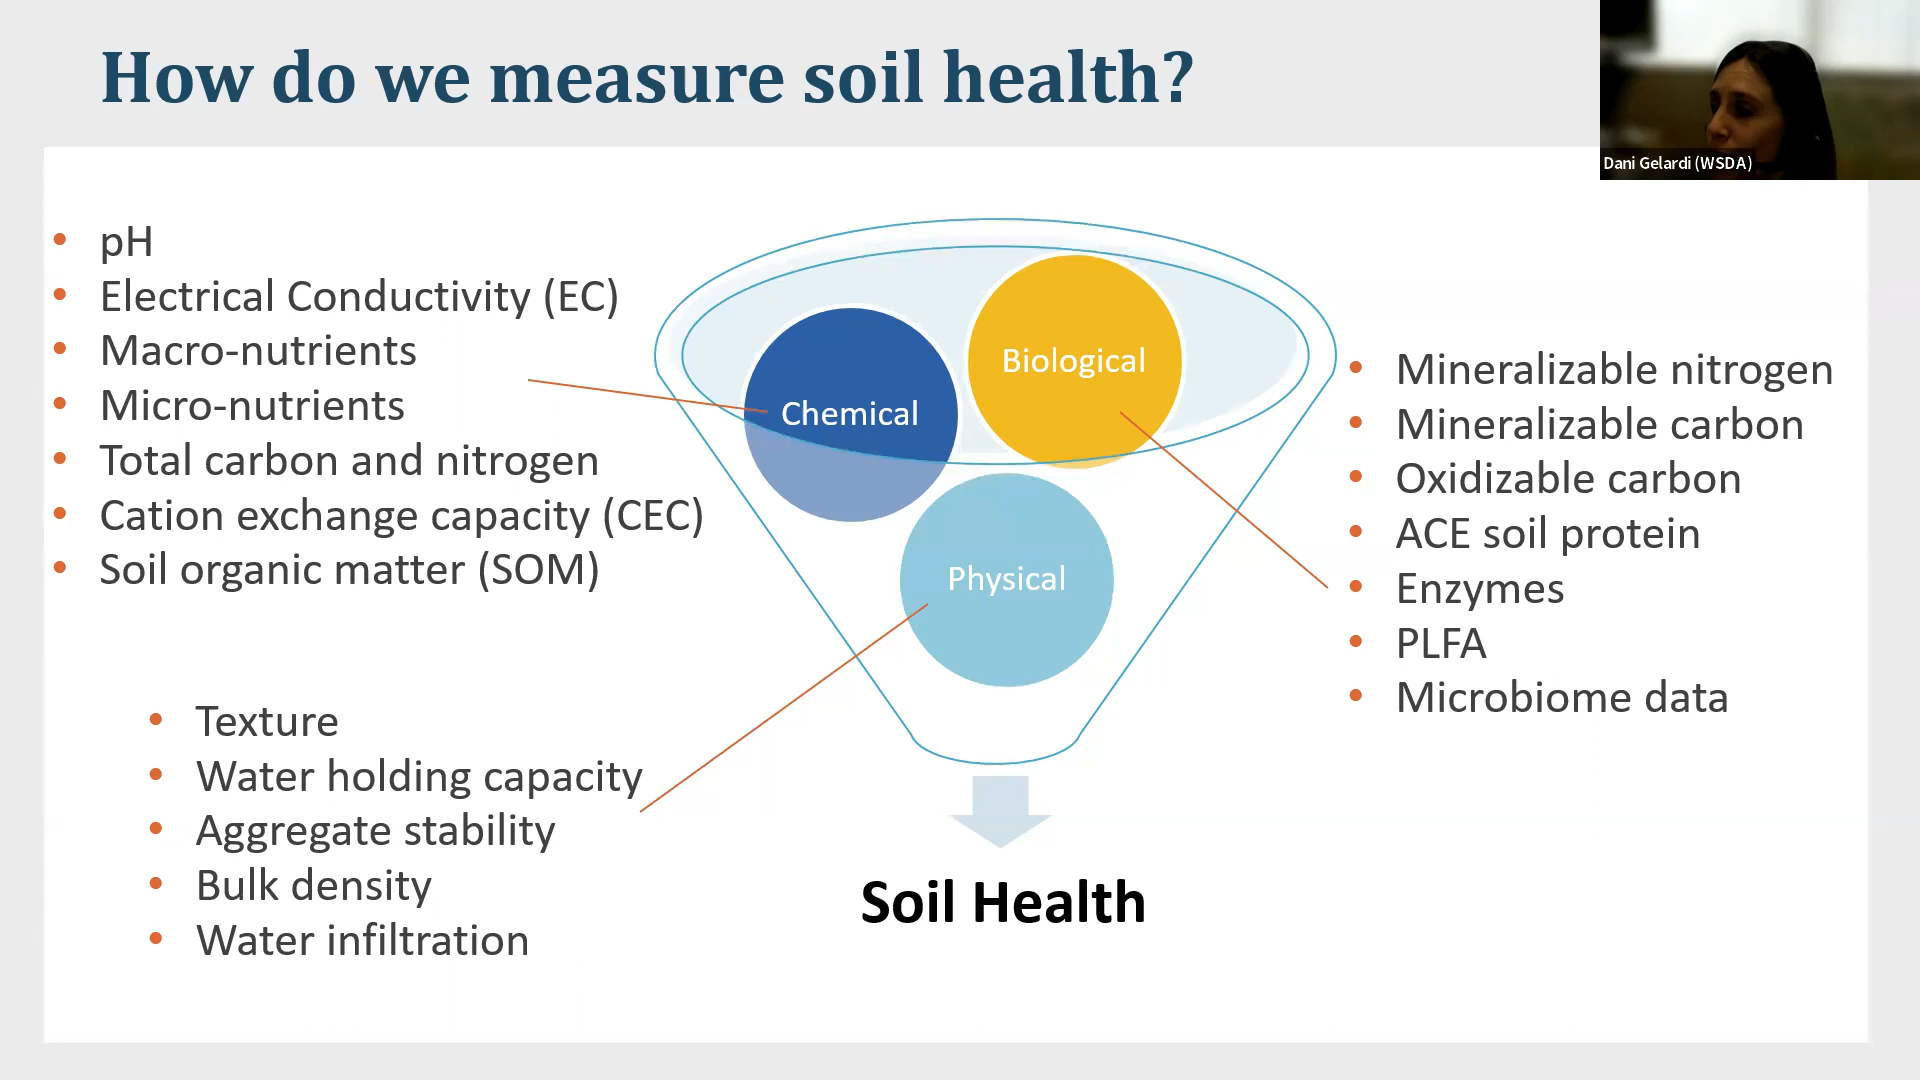 How do we measure soil health?
Dani Gelardi (WSDA)
• pH
• Electrical Conductivity (EC)
• Macro-nutrients
• Micro-nutrients
• Total carbon and nitrogen
• Cation exchange capacity (CEC)
• Soil organic matter (SOM)
Chemical
Biological
Physical
• Mineralizable nitrogen
• Mineralizable carbon
• Oxidizable carbon
• ACE soil protein
• Enzymes
• PLFA
• Microbiome data
• Texture
• Water holding capacity
• Aggregate stability
• Bulk density
• Water infiltration
Soil Health